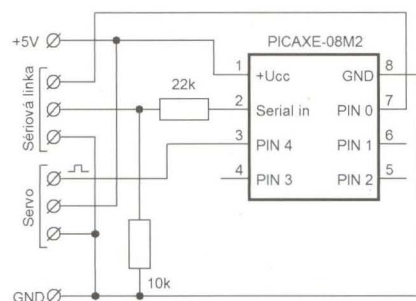 PICAXE-08M2
+5V
Sériová linka
Servo
GND
22k
10k
1
+Ucc
GND
8
2
Serial in
PIN 0
7
3
PIN 4
PIN 1
6
4
PIN 3
PIN 2
5